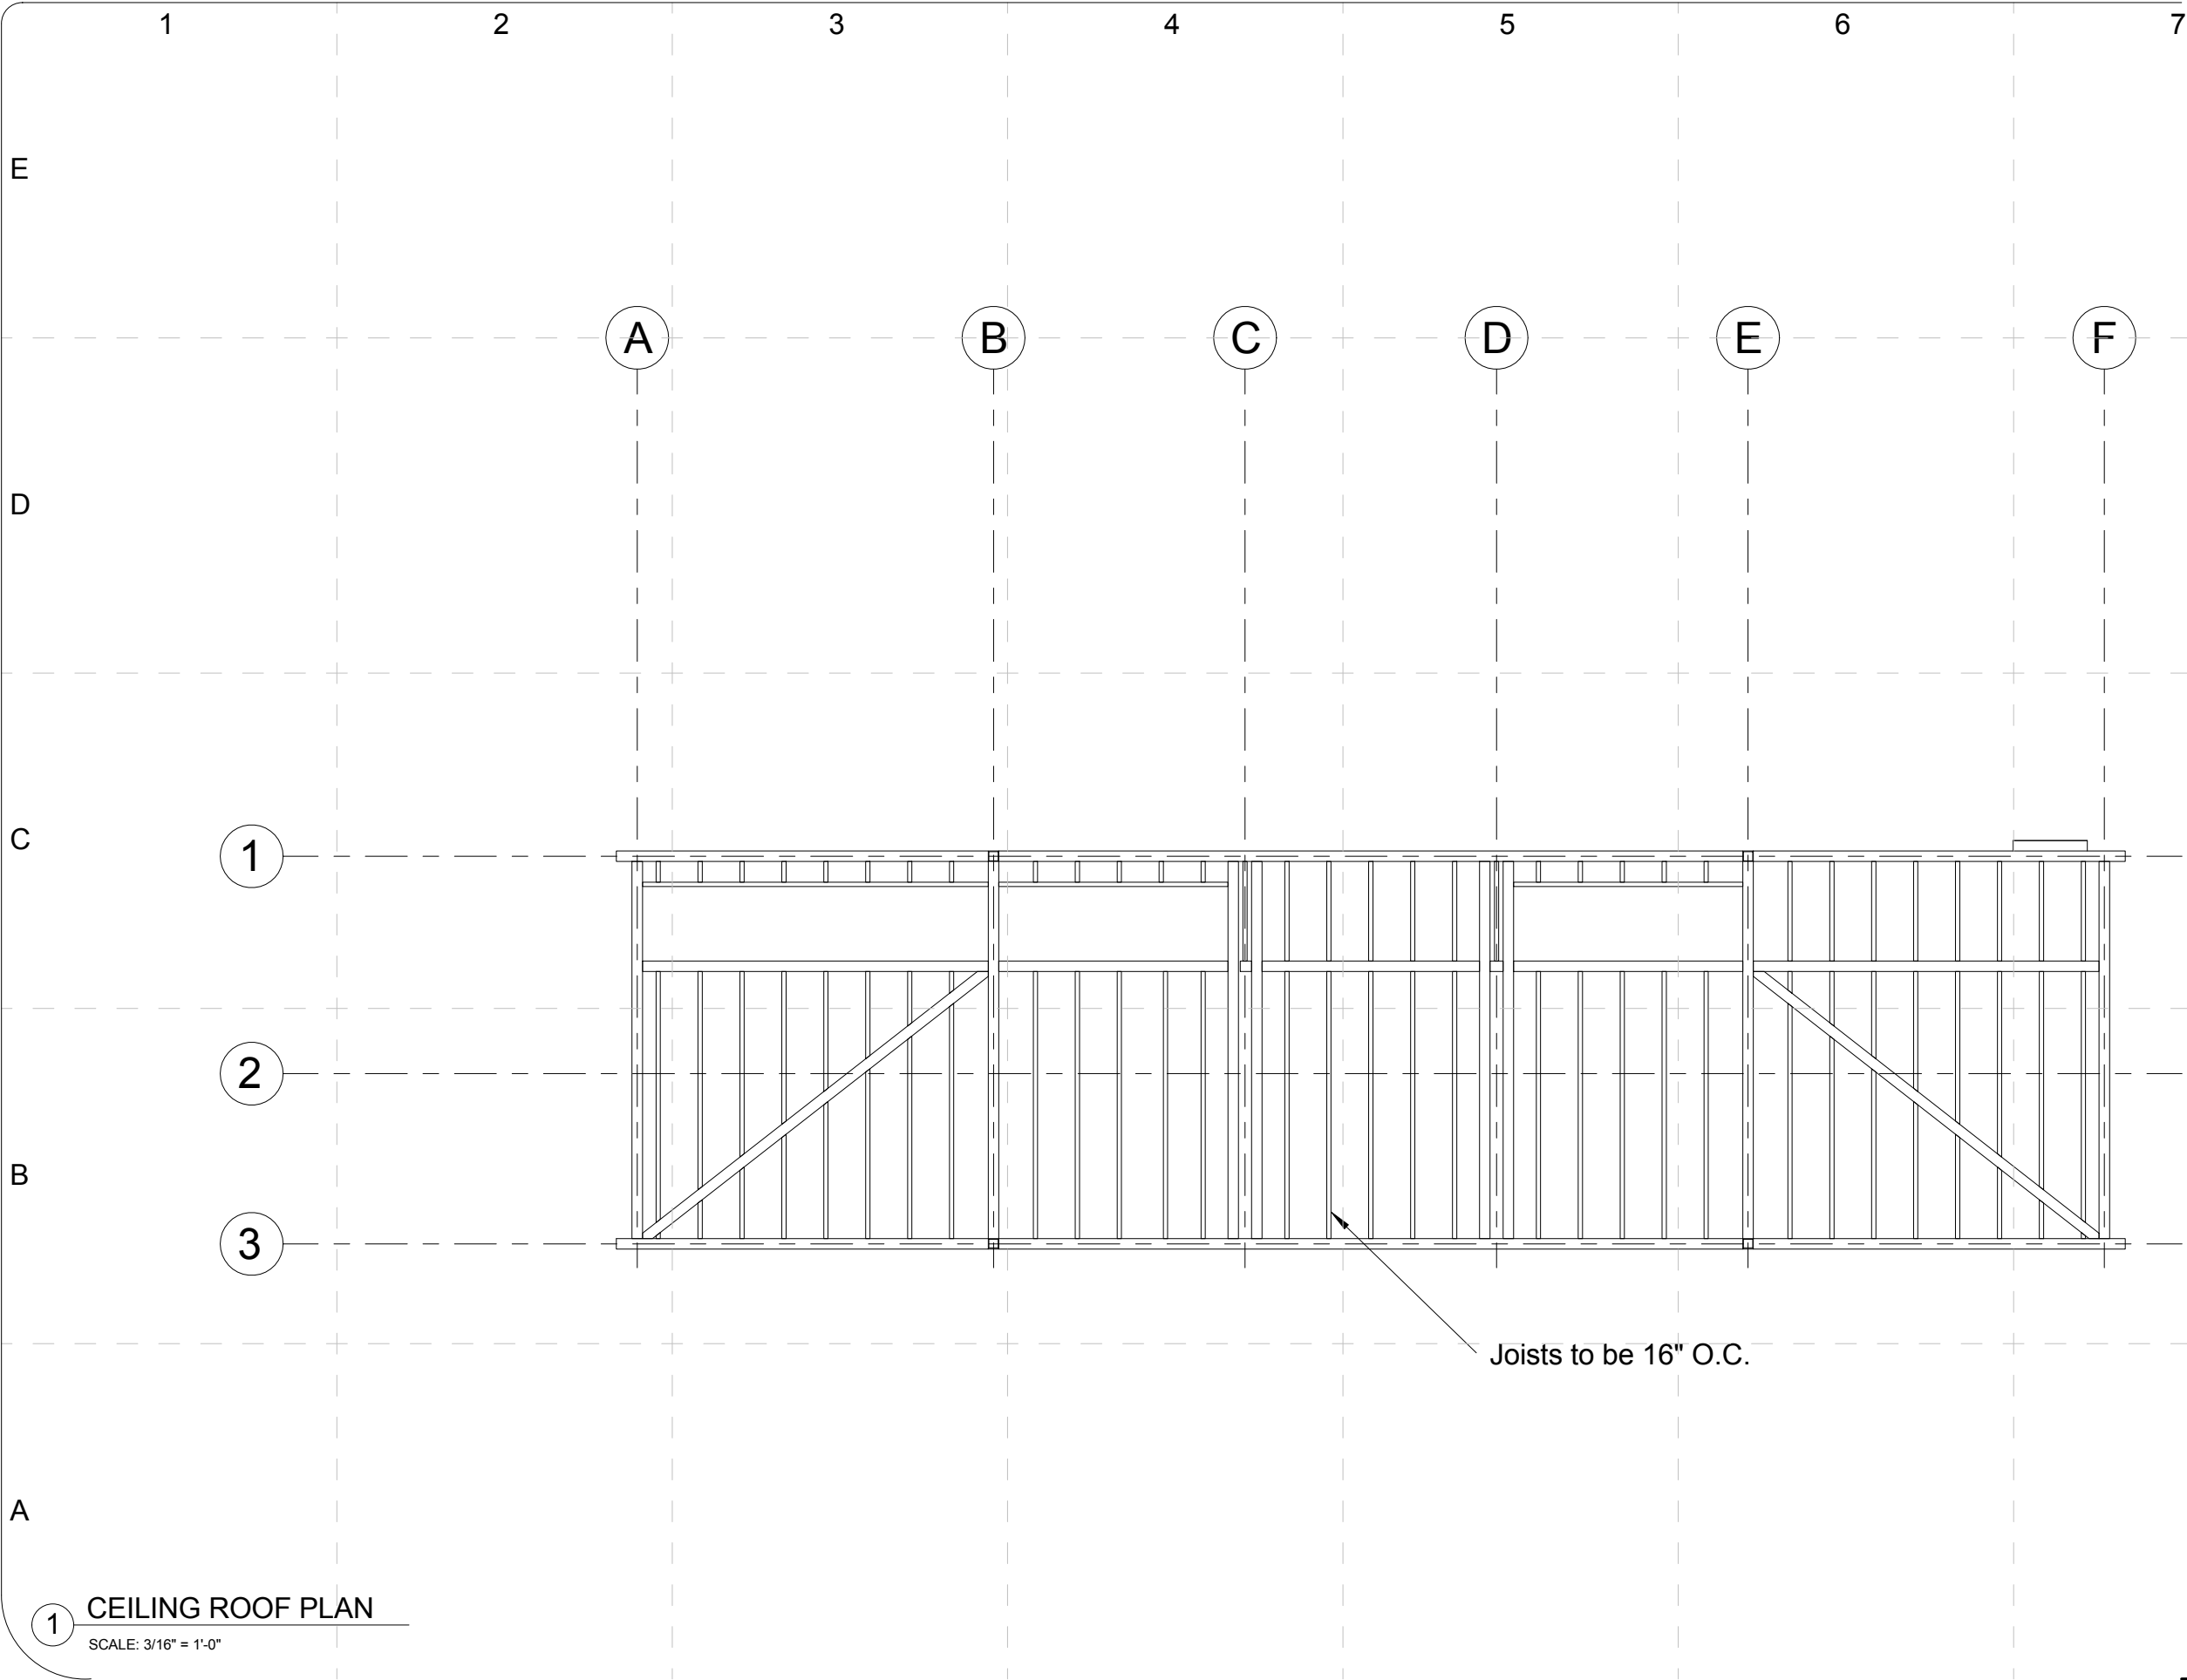 1 2 3 4 5 6 7
E
A B C D E F
D
C
1
2
B
3
Joists to be 16" O.C.
A
1 CEILING ROOF PLAN
SCALE: 3/16" = 1'-0"